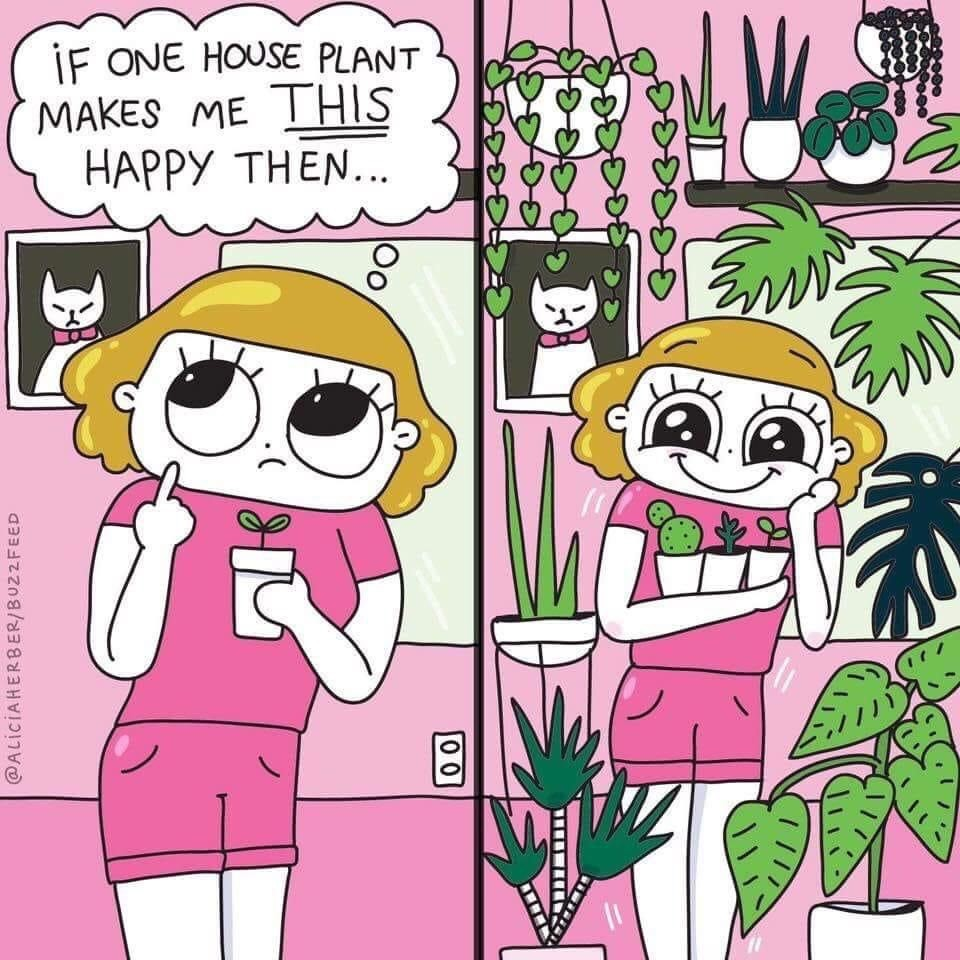 iF ONE HOUSE PLANT
MAKES ME THIS
HAPPY THEN...
@ALiCiAHERBER/BUZZFEED